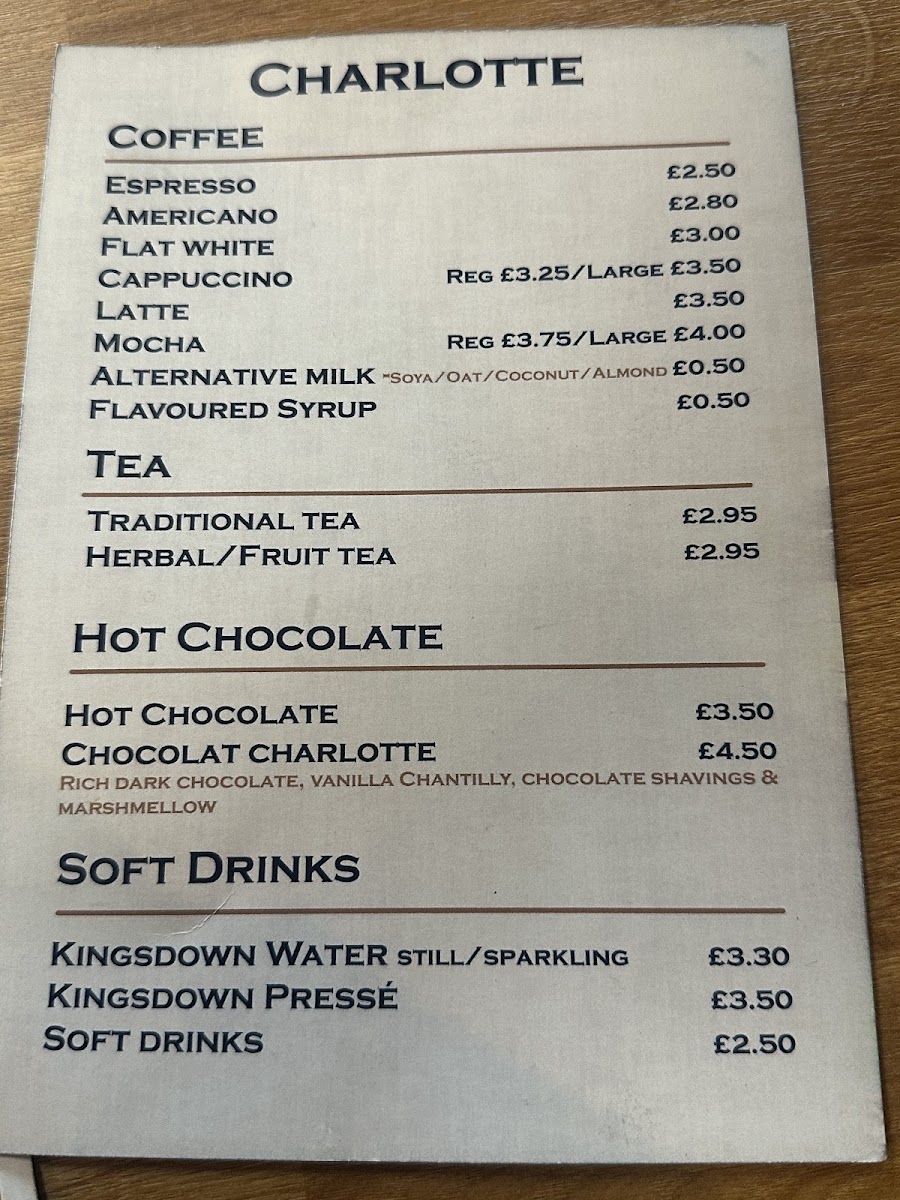 CHARLOTTE
COFFEE
ESPRESSO £2.50
AMERICANO £2.80
FLAT WHITE £3.00
CAPPUCCINO REG £3.25/LARGE £3.50
LATTE £3.50
MOCHA REG £3.75/LARGE £4.00
ALTERNATIVE MILK -SOYA/OAT/COCONUT/ALMOND £0.50
FLAVOURED SYRUP £0.50
TEA
TRADITIONAL TEA £2.95
HERBAL/FRUIT TEA £2.95
HOT CHOCOLATE
HOT CHOCOLATE £3.50
CHOCOLAT CHARLOTTE £4.50
RICH DARK CHOCOLATE, VANILLA CHANTILLY, CHOCOLATE SHAVINGS &
MARSHMELLOW
SOFT DRINKS
KINGSDOWN WATER STILL/SPARKLING £3.30
KINGSDOWN PRESSÉ £3.50
SOFT DRINKS £2.50